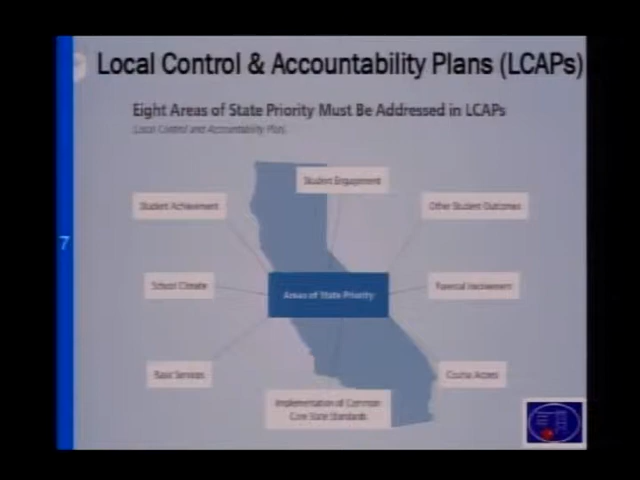 Local Control & Accountability Plans (LCAPs)
Eight Areas of State Priority Must Be Addressed in LCAPs
(Local Control and Accountability Plan)
Student Engagement
Student Achievement
Other Student Outcomes
7
School Climate
Areas of State Priority
Parental Involvement
Basic Services
Course Access
Implementation of Common
Core State Standards